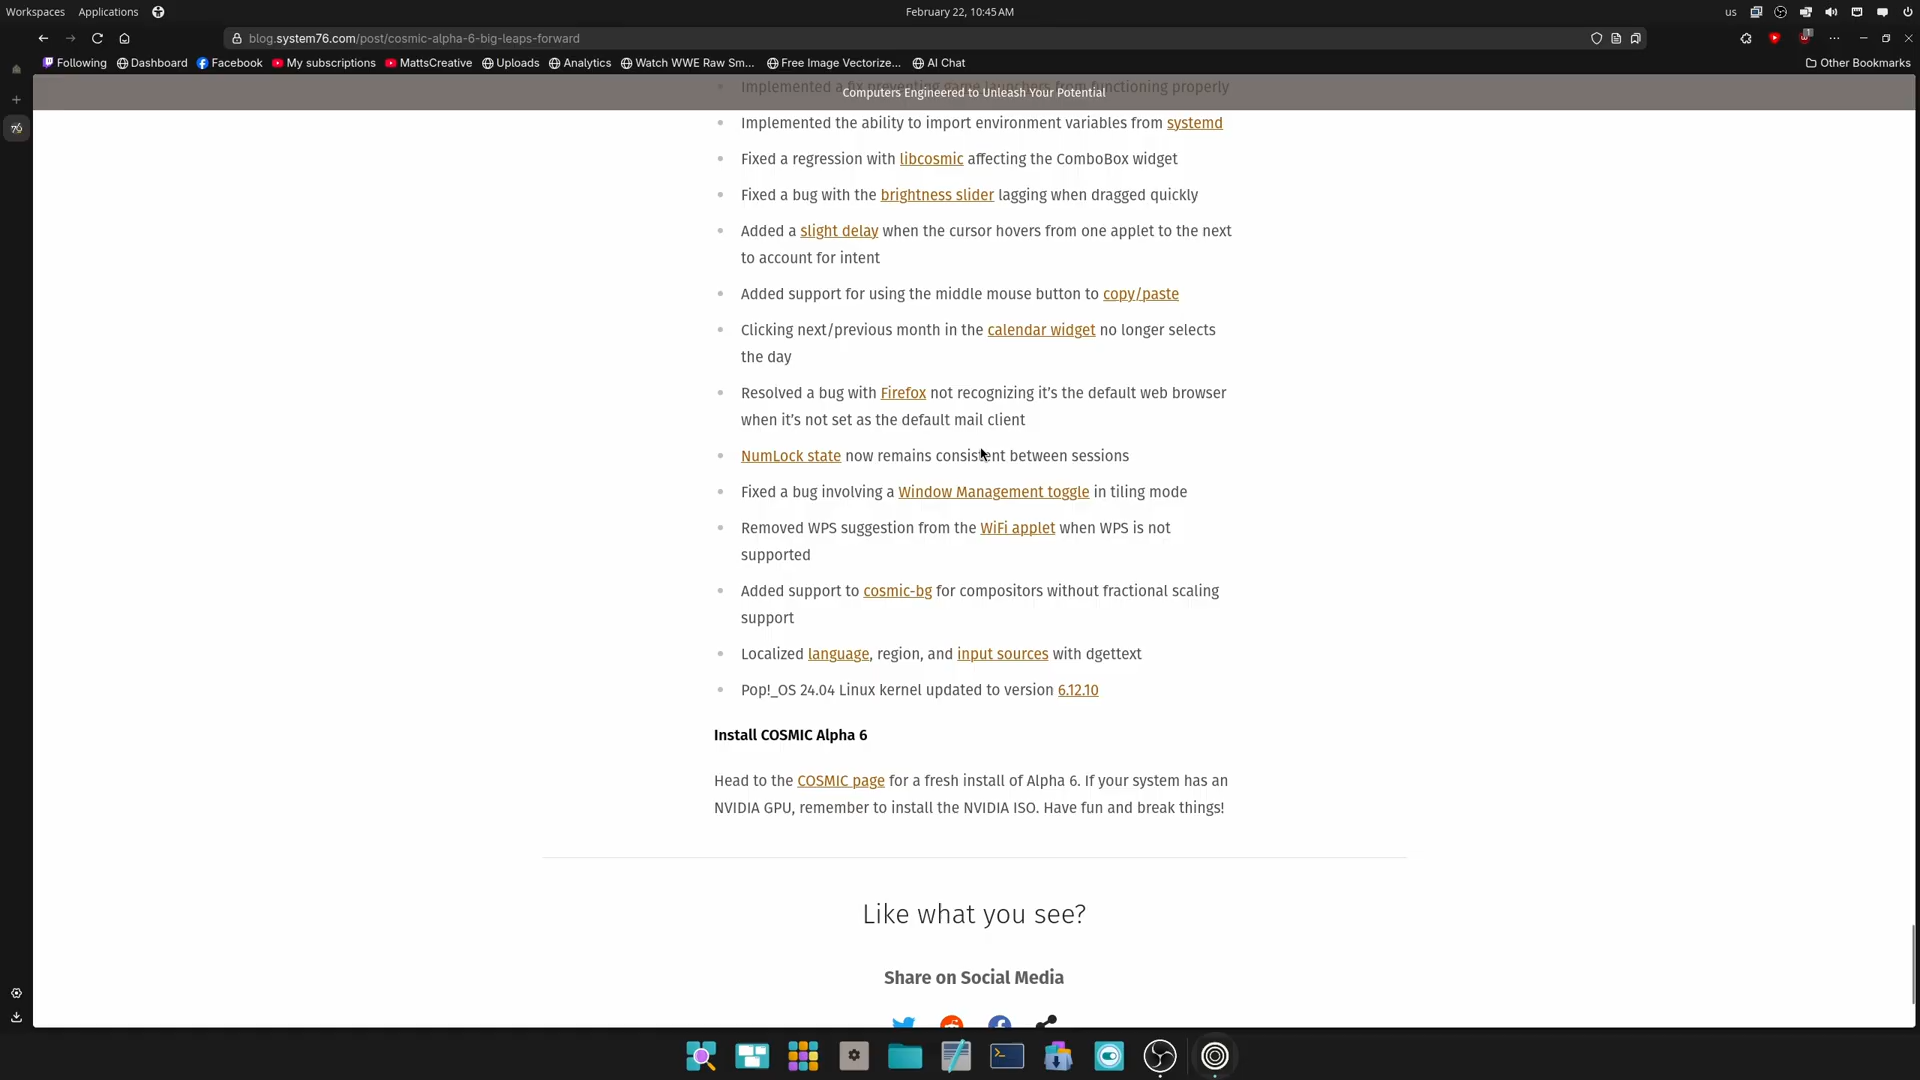 Workspaces Applications February 22, 10:45 AM us
blog.system76.com/post/cosmic-alpha-6-big-leaps-forward
Following Dashboard Facebook My subscriptions MattsCreative Uploads Analytics Watch WWE Raw Sm... Free Image Vectorize... AI Chat Other Bookmarks
Implemented a fix preventing game launchers from functioning properly
Computers Engineered to Unleash Your Potential
Implemented the ability to import environment variables from systemd
Fixed a regression with libcosmic affecting the ComboBox widget
Fixed a bug with the brightness slider lagging when dragged quickly
Added a slight delay when the cursor hovers from one applet to the next
to account for intent
Added support for using the middle mouse button to copy/paste
Clicking next/previous month in the calendar widget no longer selects
the day
Resolved a bug with Firefox not recognizing it’s the default web browser
when it’s not set as the default mail client
NumLock state now remains consistent between sessions
Fixed a bug involving a Window Management toggle in tiling mode
Removed WPS suggestion from the WiFi applet when WPS is not
supported
Added support to cosmic-bg for compositors without fractional scaling
support
Localized language, region, and input sources with dgettext
Pop!_OS 24.04 Linux kernel updated to version 6.12.10
Install COSMIC Alpha 6
Head to the COSMIC page for a fresh install of Alpha 6. If your system has an
NVIDIA GPU, remember to install the NVIDIA ISO. Have fun and break things!
Like what you see?
Share on Social Media